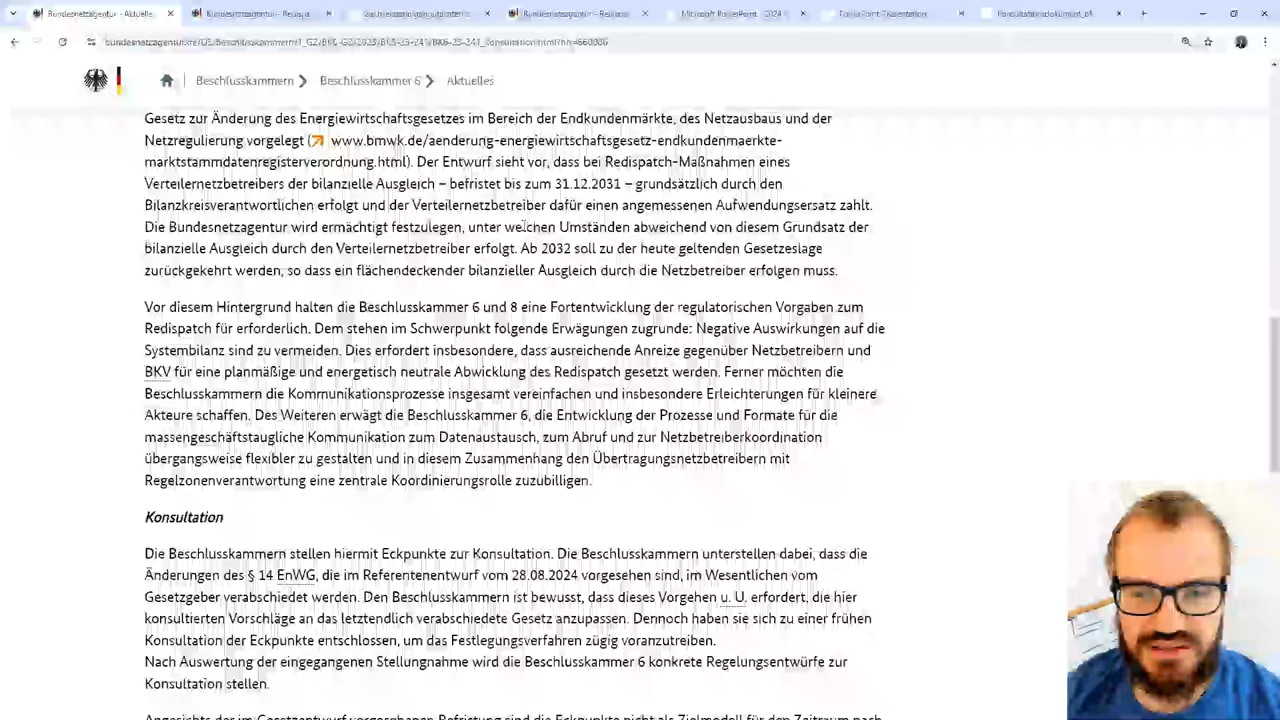 Bundesnetzagentur - Aktuelle
Bundesnetzagentur - Redisp
Microsoft PowerPoint - 2024
PowerPoint-Präsentation
Beschlusskammern
Beschlusskammer 6
Aktuelles
Gesetz zur Änderung des Energiewirtschaftsgesetzes im Bereich der Endkundenmärkte, des Netzausbaus und der
Netzregulierung vorgelegt (www.bmwk.de/aenderung-energiewirtschaftsgesetz-endkundenmaerkte-
marktstammdatenregisterverordnung.html). Der Entwurf sieht vor, dass bei Redispatch-Maßnahmen eines
Verteilernetzbetreibers der bilanzielle Ausgleich – befristet bis zum 31.12.2031 – grundsätzlich durch den
Bilanzkreisverantwortlichen erfolgt und der Verteilernetzbetreiber dafür einen angemessenen Aufwendungsersatz zahlt.
Die Bundesnetzagentur wird ermächtigt festzulegen, unter welchen Umständen abweichend von diesem Grundsatz der
bilanzielle Ausgleich durch den Verteilernetzbetreiber erfolgt. Ab 2032 soll zu der heute geltenden Gesetzeslage
zurückgekehrt werden, so dass ein flächendeckender bilanzieller Ausgleich durch die Netzbetreiber erfolgen muss.
Vor diesem Hintergrund halten die Beschlusskammer 6 und 8 eine Fortentwicklung der regulatorischen Vorgaben zum
Redispatch für erforderlich. Dem stehen im Schwerpunkt folgende Erwägungen zugrunde: Negative Auswirkungen auf die
Systembilanz sind zu vermeiden. Dies erfordert insbesondere, dass ausreichende Anreize gegenüber Netzbetreibern und
BKV für eine planmäßige und energetisch neutrale Abwicklung des Redispatch gesetzt werden. Ferner möchten die
Beschlusskammern die Kommunikationsprozesse insgesamt vereinfachen und insbesondere Erleichterungen für kleinere
Akteure schaffen. Des Weiteren erwägt die Beschlusskammer 6, die Entwicklung der Prozesse und Formate für die
massengeschäftstaugliche Kommunikation zum Datenaustausch, zum Abruf und zur Netzbetreiberkoordination
übergangsweise flexibler zu gestalten und in diesem Zusammenhang den Übertragungsnetzbetreibern mit
Regelzonenverantwortung eine zentrale Koordinierungsrolle zuzubilligen.
Konsultation
Die Beschlusskammern stellen hiermit Eckpunkte zur Konsultation. Die Beschlusskammern unterstellen dabei, dass die
Änderungen des § 14 EnWG, die im Referentenentwurf vom 28.08.2024 vorgesehen sind, im Wesentlichen vom
Gesetzgeber verabschiedet werden. Den Beschlusskammern ist bewusst, dass dieses Vorgehen u. U. erfordert, die hier
konsultierten Vorschläge an das letztendlich verabschiedete Gesetz anzupassen. Dennoch haben sie sich zu einer frühen
Konsultation der Eckpunkte entschlossen, um das Festlegungsverfahren zügig voranzutreiben.
Nach Auswertung der eingegangenen Stellungnahme wird die Beschlusskammer 6 konkrete Regelungsentwürfe zur
Konsultation stellen.